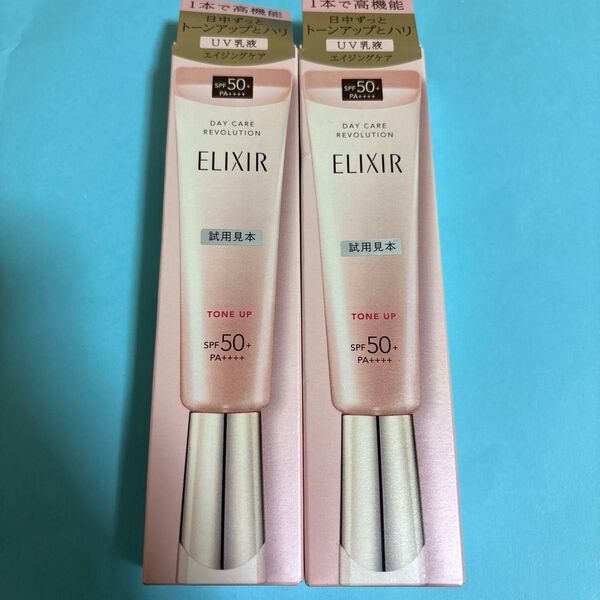 1本で高機能
日中ずっと
トーンアップとハリ
UV乳液
エイジングケア
SPF50+
PA++++
DAY CARE
REVOLUTION
ELIXIR
試用見本
TONE UP
SPF50+
PA++++
1本で高機能
日中ずっと
トーンアップとハリ
UV乳液
エイジングケア
SPF50+
PA++++
DAY CARE
REVOLUTION
ELIXIR
試用見本
TONE UP
SPF50+
PA++++